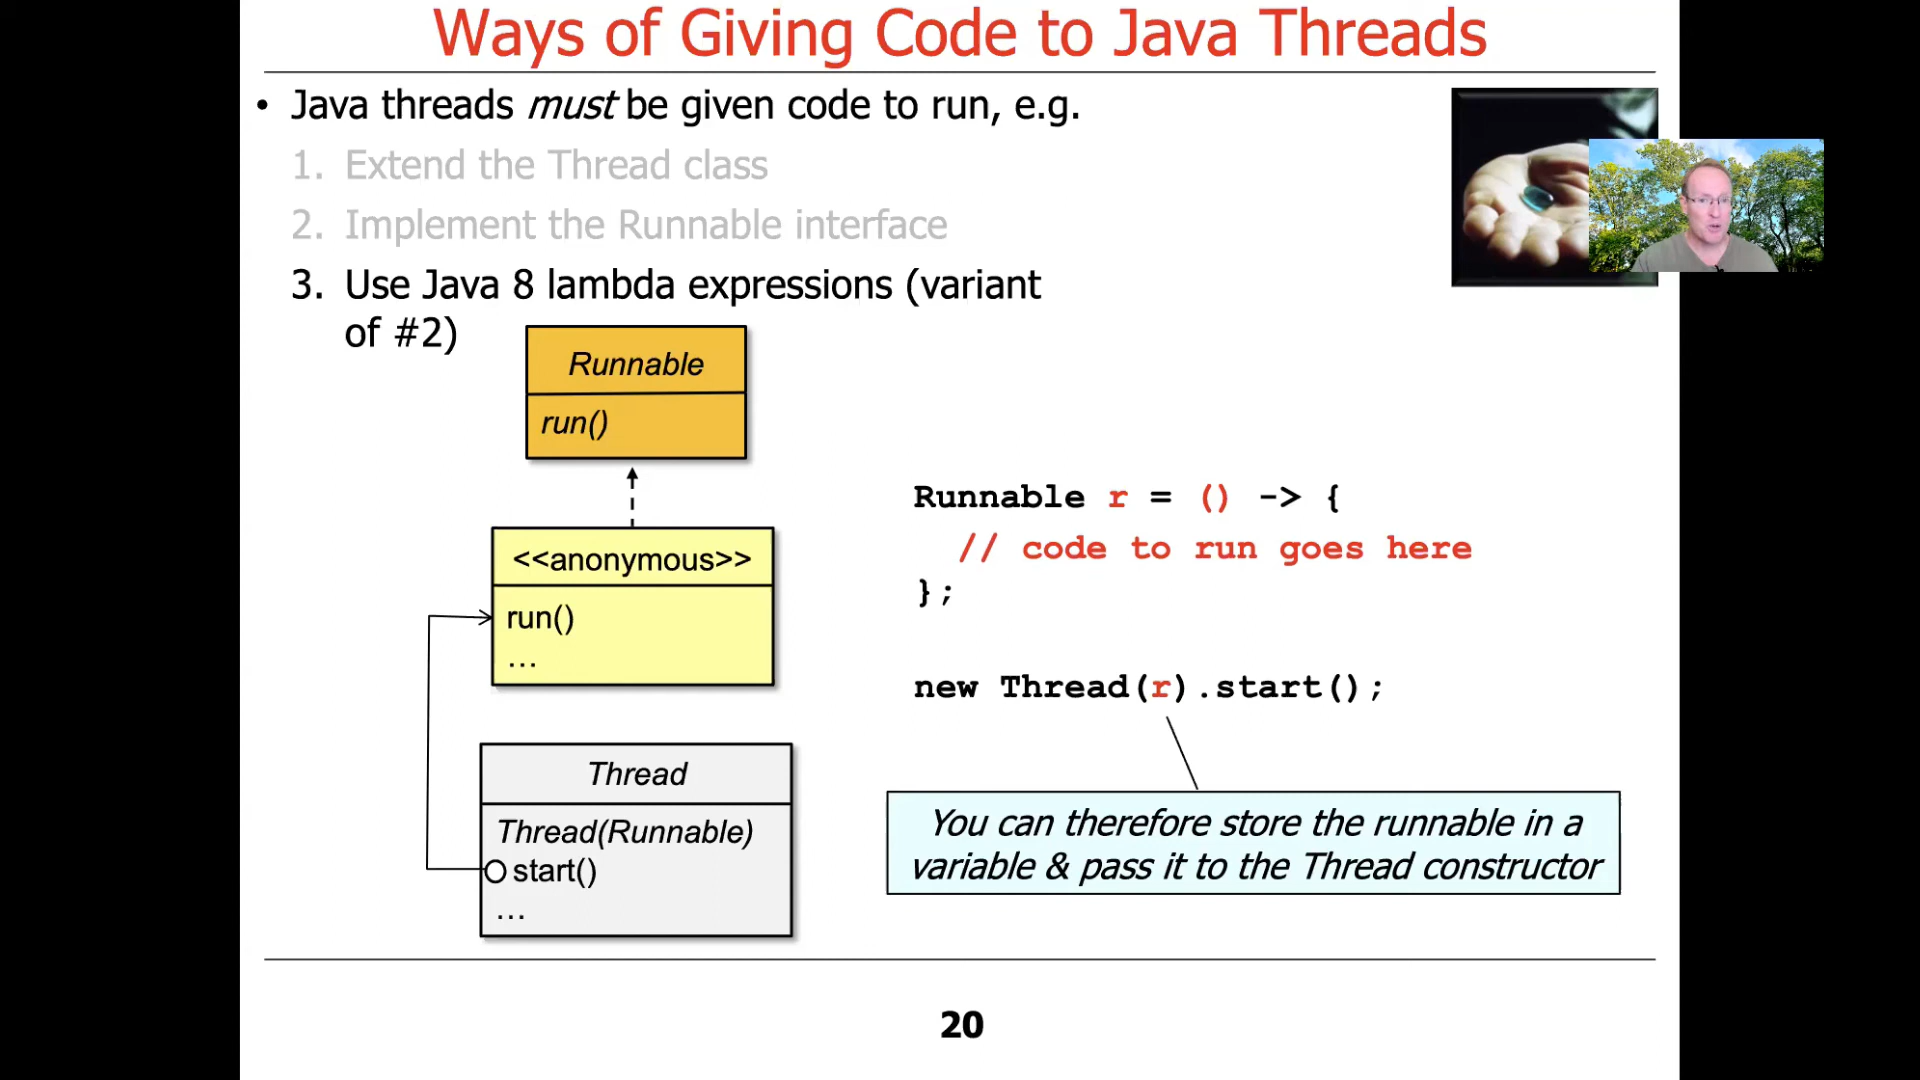 Ways of Giving Code to Java Threads
• Java threads must be given code to run, e.g.
1. Extend the Thread class
2. Implement the Runnable interface
3. Use Java 8 lambda expressions (variant
of #2)
Runnable
run()
<<anonymous>>
run()
...
Thread
Thread(Runnable)
start()
...
Runnable r = () -> {
// code to run goes here
};
new Thread(r).start();
You can therefore store the runnable in a
variable & pass it to the Thread constructor
20